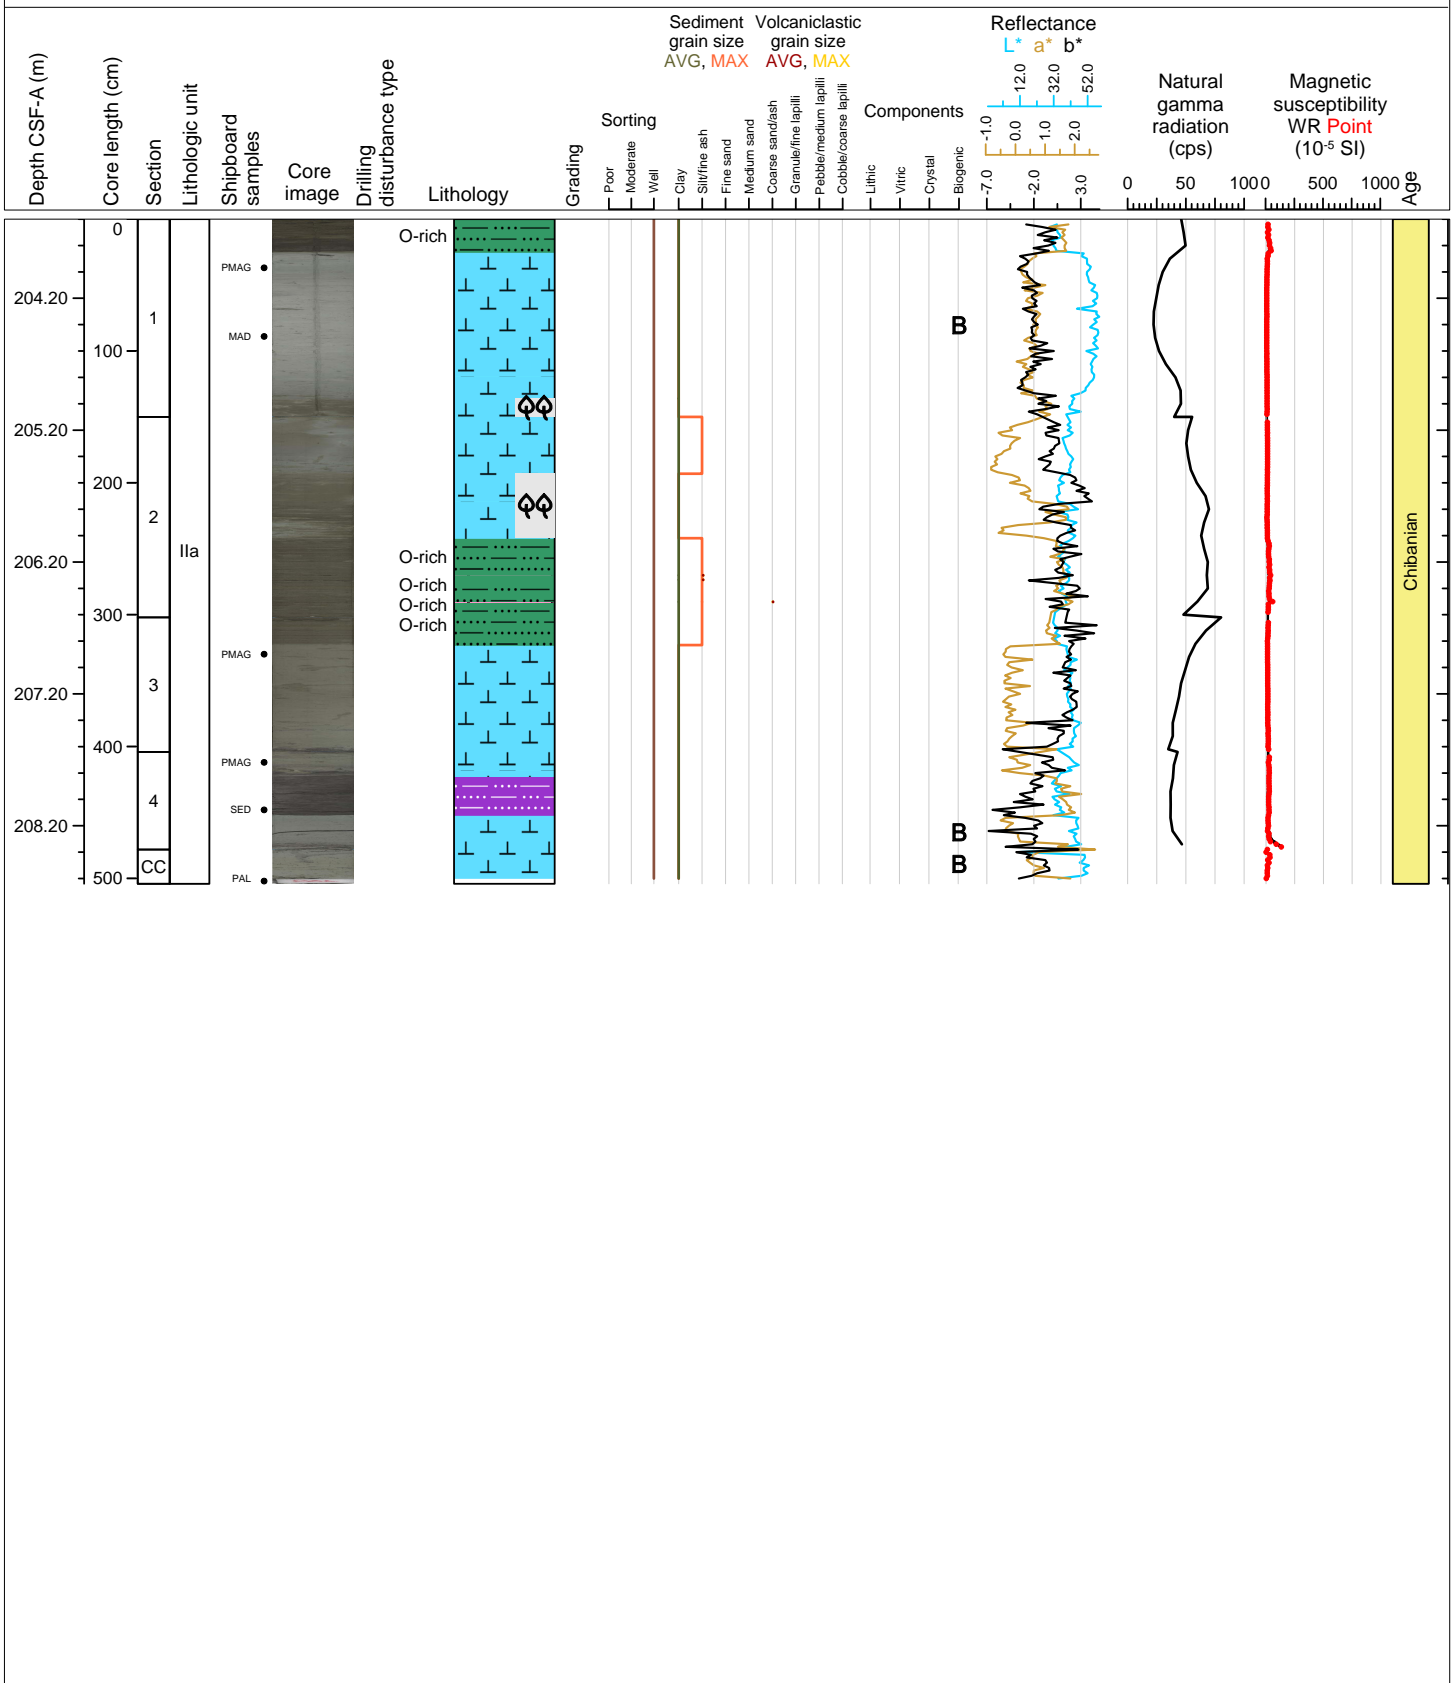 Depth CSF-A (m)
Core length (cm)
Section
Lithologic unit
Shipboard
samples
Core
image
Drilling
disturbance type
Lithology
Grading
Sorting
Poor
Moderate
Well
Sediment
grain size
AVG, MAX
Volcaniclastic
grain size
AVG, MAX
Clay
Silt/fine ash
Fine sand
Medium sand
Coarse sand/ash
Granule/fine lapilli
Pebble/medium lapilli
Cobble/coarse lapilli
Components
Lithic
Vitric
Crystal
Biogenic
Reflectance
L* a* b*
12.0 32.0 52.0
-1.0 0.0 1.0 2.0
-7.0 -2.0 3.0
Natural
gamma
radiation
(cps)
0 50 100
Magnetic
susceptibility
WR Point
(10-5 SI)
0 500 1000
Age
0
O-rich
PMAG
204.20
1
B
MAD
100
205.20
200
2
Chibanian
IIa
O-rich
206.20
O-rich
O-rich
300
O-rich
PMAG
3
207.20
400
PMAG
4
SED
208.20
B
CC
B
500
PAL